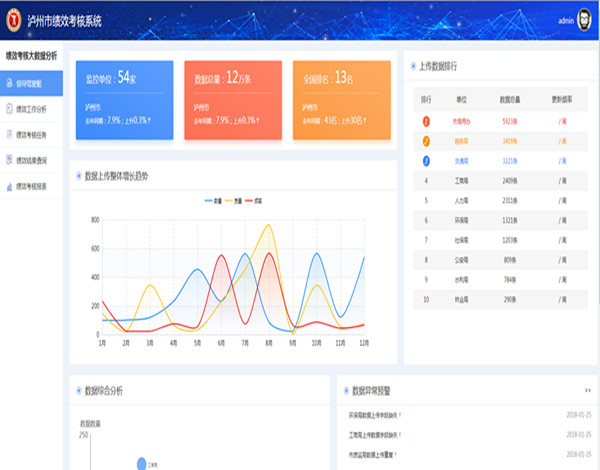 泸州市绩效考核系统
admin
绩效考核大数据分析
领导驾驶舱
绩效工作分析
绩效考核任务
绩效结果查询
绩效考核报表
监控单位：54家
泸州市
去年同期：7.9%；上升0.3%↑
数据总量：12万条
泸州市
去年同期：7.9%；上升0.3%↑
全国排名：13名
泸州市
去年同期：43名；上升30名↑
数据上传整体增长趋势
数量 质量 成率
800
600
400
200
0
1月 2月 3月 4月 5月 6月 7月 8月 9月 10月 11月 12月
上传数据排行
排行 单位 数据总量 更新频率
1 5923条 /周
2 3409条 /周
3 交通局 3221条 /周
4 工商局 2409条 /周
5 人力局 2311条 /周
6 环保局 1321条 /周
7 社保局 1203条 /周
8 公安局 809条 /周
9 水利局 784条 /周
10 林业局 290条 /周
数据综合分析
数据数量
250
工商局
数据异常预警 >>
环保局数据上传字段缺失！ 2018-01-25
工商局上传数据字段缺失！ 2018-01-25
市质监局数据上传重复！ 2018-01-25